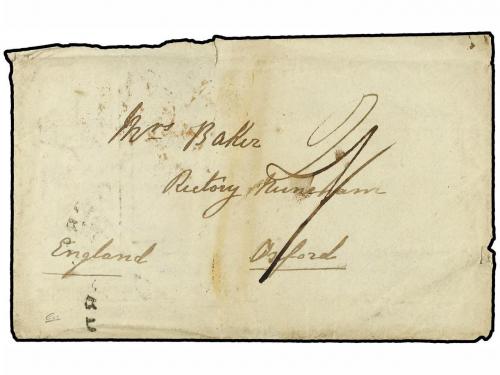 Mrs Baker
Rectory Nuneham
England Oxford